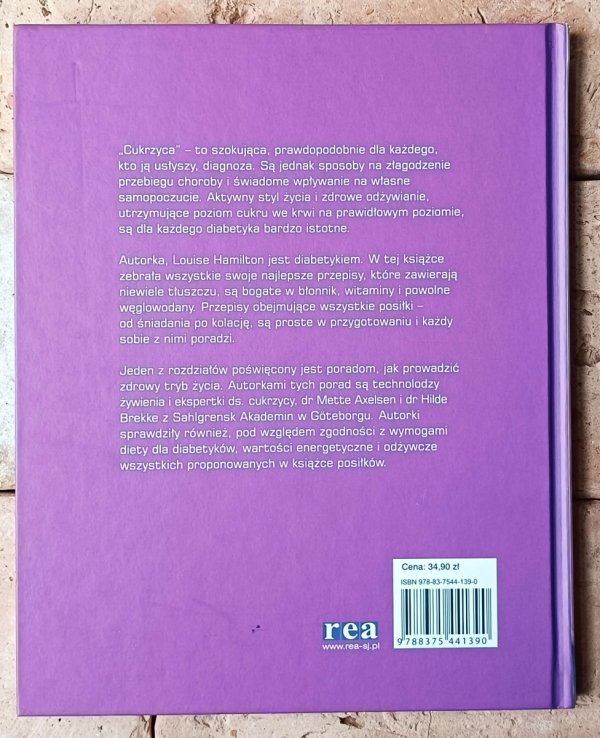 „Cukrzyca” – to szokująca, prawdopodobnie dla każdego,
kto ją usłyszy, diagnoza. Są jednak sposoby na złagodzenie
przebiegu choroby i świadome wpływanie na własne
samopoczucie. Aktywny styl życia i zdrowe odżywianie,
utrzymujące poziom cukru we krwi na prawidłowym poziomie,
są dla każdego diabetyka bardzo istotne.
Autorka, Louise Hamilton jest diabetykiem. W tej książce
zebrała wszystkie swoje najlepsze przepisy, które zawierają
niewiele tłuszczu, są bogate w błonnik, witaminy i powolne
węglowodany. Przepisy obejmujące wszystkie posiłki –
od śniadania po kolację, są proste w przygotowaniu i każdy
sobie z nimi poradzi.
Jeden z rozdziałów poświęcony jest poradom, jak prowadzić
zdrowy tryb życia. Autorkami tych porad są technolodzy
żywienia i ekspertki ds. cukrzycy, dr Mette Axelsen i dr Hilde
Brekke z Sahlgrensk Akademin w Göteborgu. Autorki
sprawdziły również, pod względem zgodności z wymogami
diety dla diabetyków, wartości energetyczne i odżywcze
wszystkich proponowanych w książce posiłków.
Cena: 34,90 zł
ISBN 978-83-7544-139-0
9 788375 441390
rea
www.rea-sj.pl